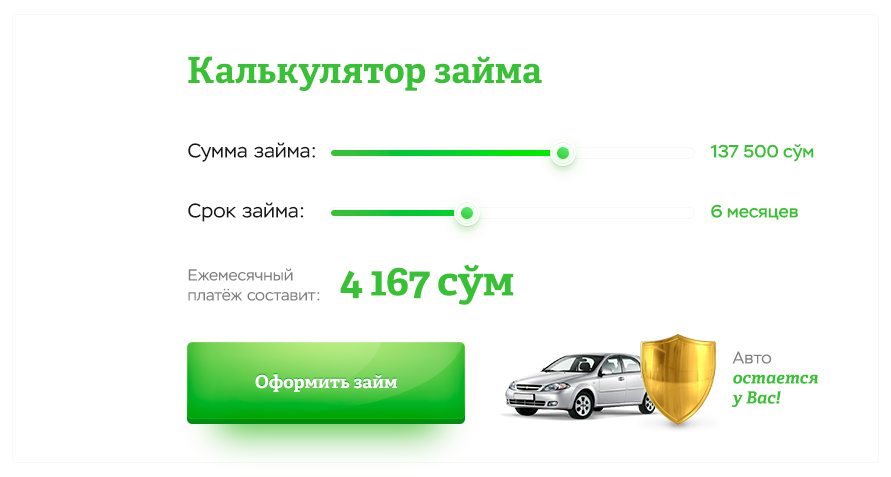 Калькулятор займа
Сумма займа: 137 500 сўм
Срок займа: 6 месяцев
Ежемесячный
платёж составит: 4 167 сўм
Оформить займ
Авто
остается
у Вас!